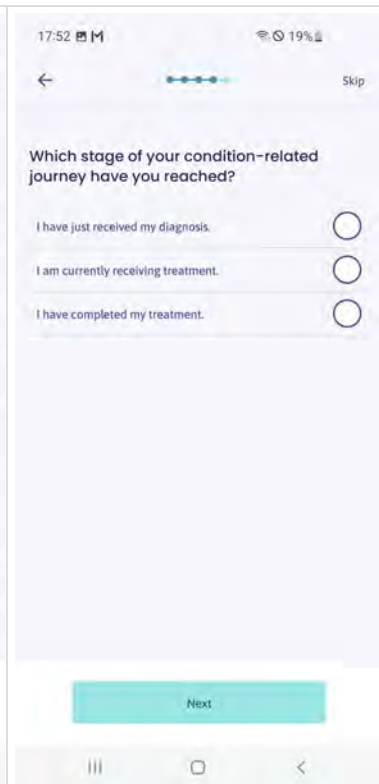 17:52 M 19%
Skip
Which stage of your condition-related
journey have you reached?
I have just received my diagnosis.
I am currently receiving treatment.
I have completed my treatment.
Next